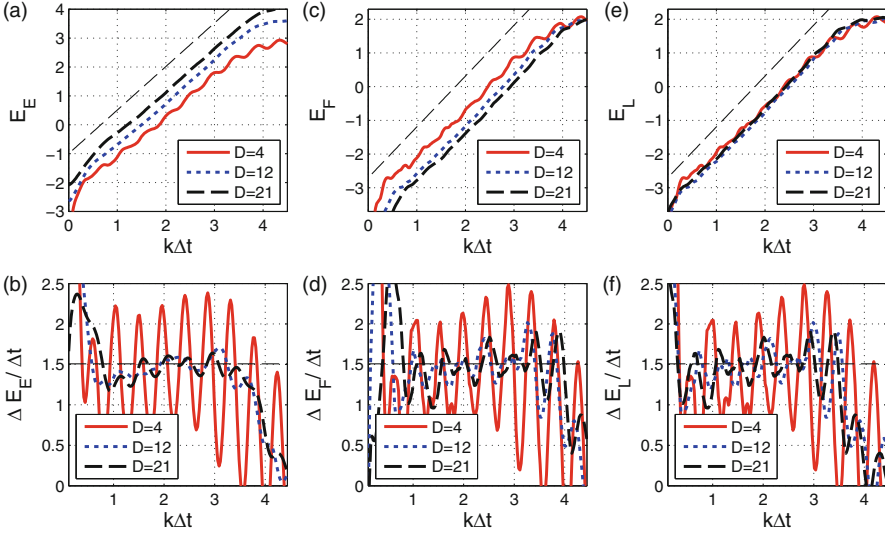 (a)
E_E
4
3
2
1
0
−1
−2
−3
0
1
2
3
4
kΔt
D=4
D=12
D=21
(c)
E_F
2
1
0
−1
−2
−3
0
1
2
3
4
kΔt
D=4
D=12
D=21
(e)
E_L
2
1
0
−1
−2
−3
0
1
2
3
4
kΔt
D=4
D=12
D=21
(b)
Δ E_E/ Δt
2.5
2
1.5
1
0.5
0
1
2
3
4
kΔt
D=4
D=12
D=21
(d)
Δ E_F/ Δt
2.5
2
1.5
1
0.5
0
1
2
3
4
kΔt
D=4
D=12
D=21
(f)
Δ E_L/ Δt
2.5
2
1.5
1
0.5
0
1
2
3
4
kΔt
D=4
D=12
D=21